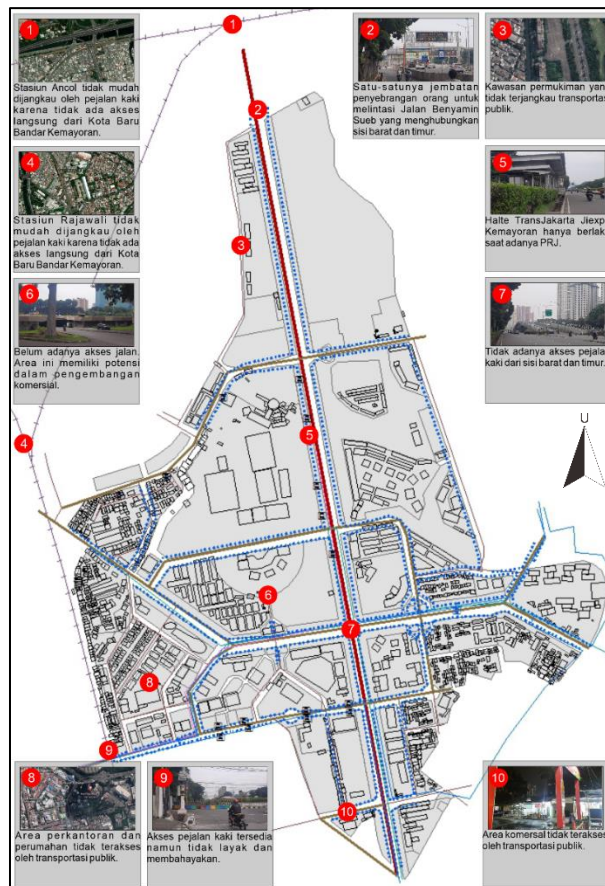 1
Stasiun Ancol tidak mudah
dijangkau oleh pejalan kaki
karena tidak ada akses
langsung dari Kota Baru
Bandar Kemayoran.
1
2
Satu-satunya jembatan
penyebrangan orang untuk
melintasi Jalan Benyamin
Sueb yang menghubungkan
sisi barat dan timur.
3
Kawasan permukiman yan
tidak terjangkau transportasi
publik.
4
Stasiun Rajawali tidak
mudah dijangkau oleh
pejalan kaki karena tidak ada
akses langsung dari Kota
Baru Bandar Kemayoran.
5
Halte TransJakarta Jiexp
Kemayoran hanya berlak
saat adanya PRJ.
6
Belum adanya akses jalan.
Area ini memiliki potensi
dalam pengembangan
komersial.
7
Tidak adanya akses pejala
kaki dari sisi barat dan timur.
2
3
U
4
5
6
7
8
9
10
8
Area perkantoran dan
perumahan tidak terakses
oleh transportasi publik.
9
Akses pejalan kaki tersedia
namun tidak layak dan
membahayakan.
10
Area komersal tidak terakses
oleh transportasi publik.